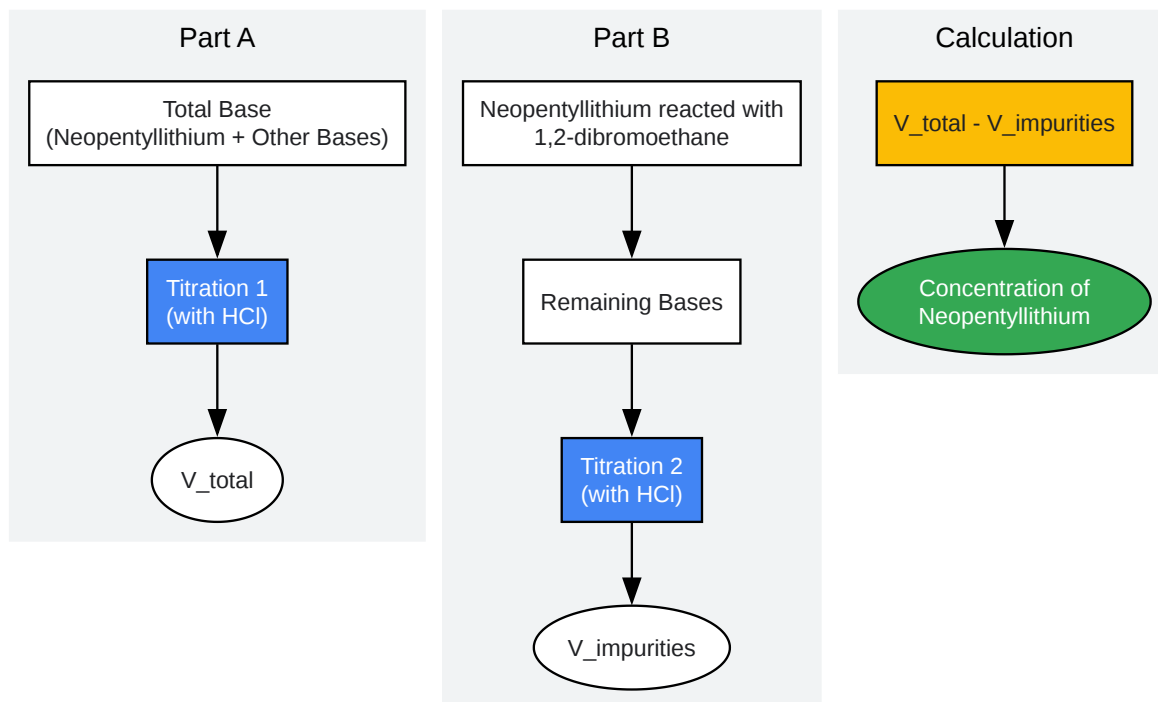 Part A
Total Base
(Neopentyllithium + Other Bases)
Titration 1
(with HCl)
V_total
Part B
Neopentyllithium reacted with
1,2-dibromoethane
Remaining Bases
Titration 2
(with HCl)
V_impurities
Calculation
V_total - V_impurities
Concentration of
Neopentyllithium